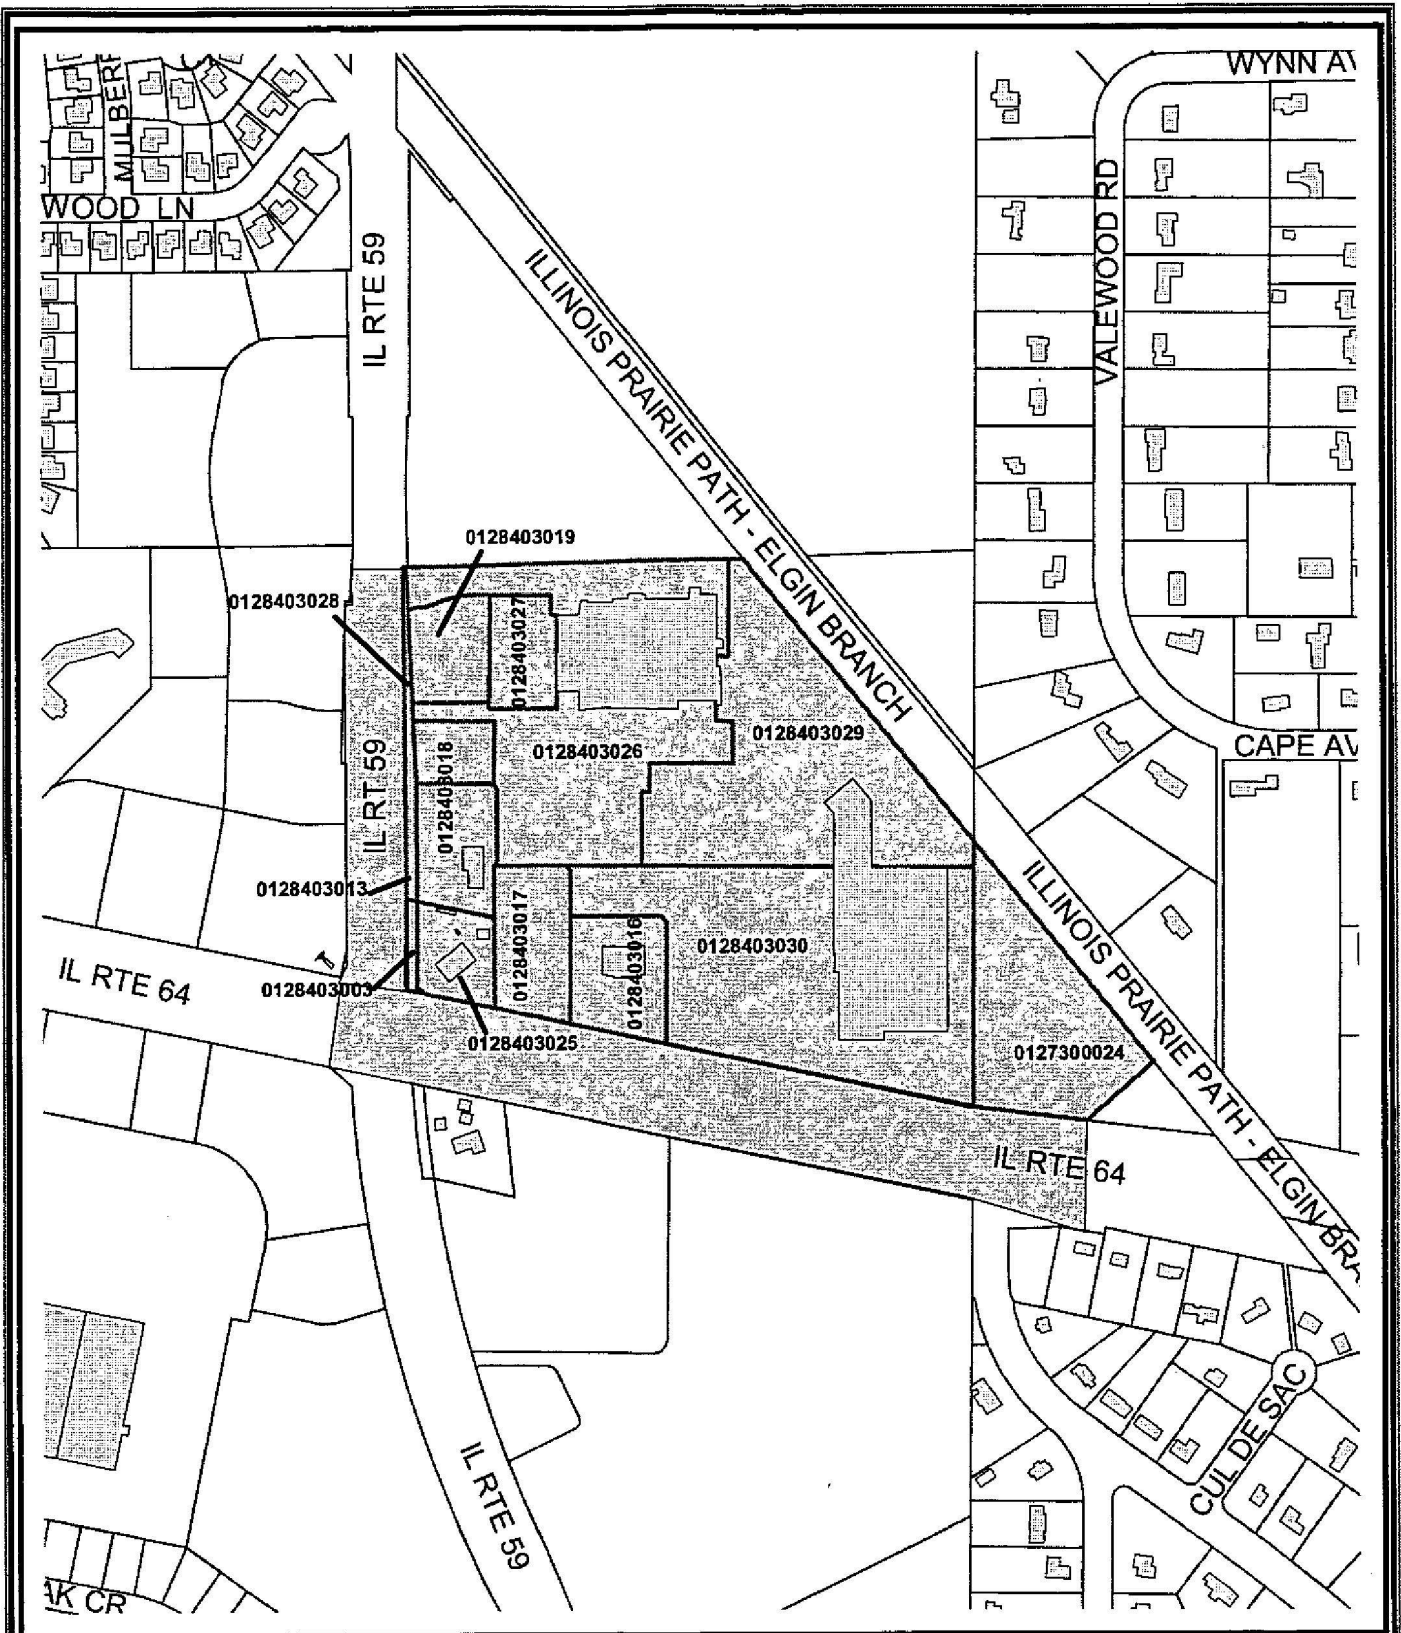 WYNN AV
MULBERR
WOOD LN
IL RTE 59
VALEWOOD RD
ILLINOIS PRAIRIE PATH - ELGIN BRANCH
0128403019
0128403028
0128403027
0128403026
0128403029
CAPE AV
IL RT 59
0128403018
0128403013
0128403017
0128403016
0128403030
ILLINOIS PRAIRIE PATH - ELGIN BRA
IL RTE 64
0128403003
0128403025
0127300024
IL RTE 64
CUL DE SAC
IL RTE 59
AK CR